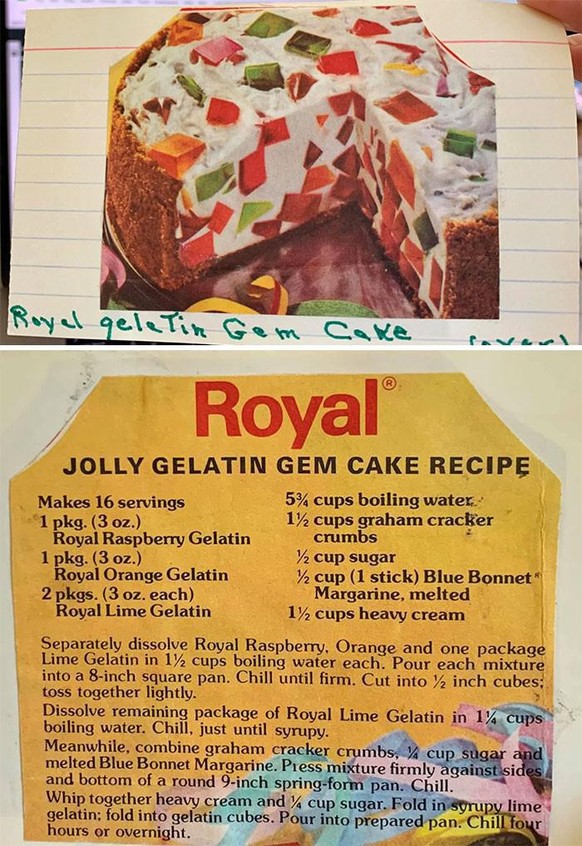 Royal gelatin Gem Cake (over)
Royal®
JOLLY GELATIN GEM CAKE RECIPE
Makes 16 servings
1 pkg. (3 oz.)
Royal Raspberry Gelatin
1 pkg. (3 oz.)
Royal Orange Gelatin
2 pkgs. (3 oz. each)
Royal Lime Gelatin
5¾ cups boiling water
1½ cups graham cracker
crumbs
½ cup sugar
½ cup (1 stick) Blue Bonnet®
Margarine, melted
1½ cups heavy cream
Separately dissolve Royal Raspberry, Orange and one package
Lime Gelatin in 1½ cups boiling water each. Pour each mixture
into a 8-inch square pan. Chill until firm. Cut into ½ inch cubes;
toss together lightly.
Dissolve remaining package of Royal Lime Gelatin in 1¼ cups
boiling water. Chill, just until syrupy.
Meanwhile, combine graham cracker crumbs, ¼ cup sugar and
melted Blue Bonnet Margarine. Press mixture firmly against sides
and bottom of a round 9-inch spring-form pan. Chill.
Whip together heavy cream and ¼ cup sugar. Fold in syrupy lime
gelatin; fold into gelatin cubes. Pour into prepared pan. Chill four
hours or overnight.